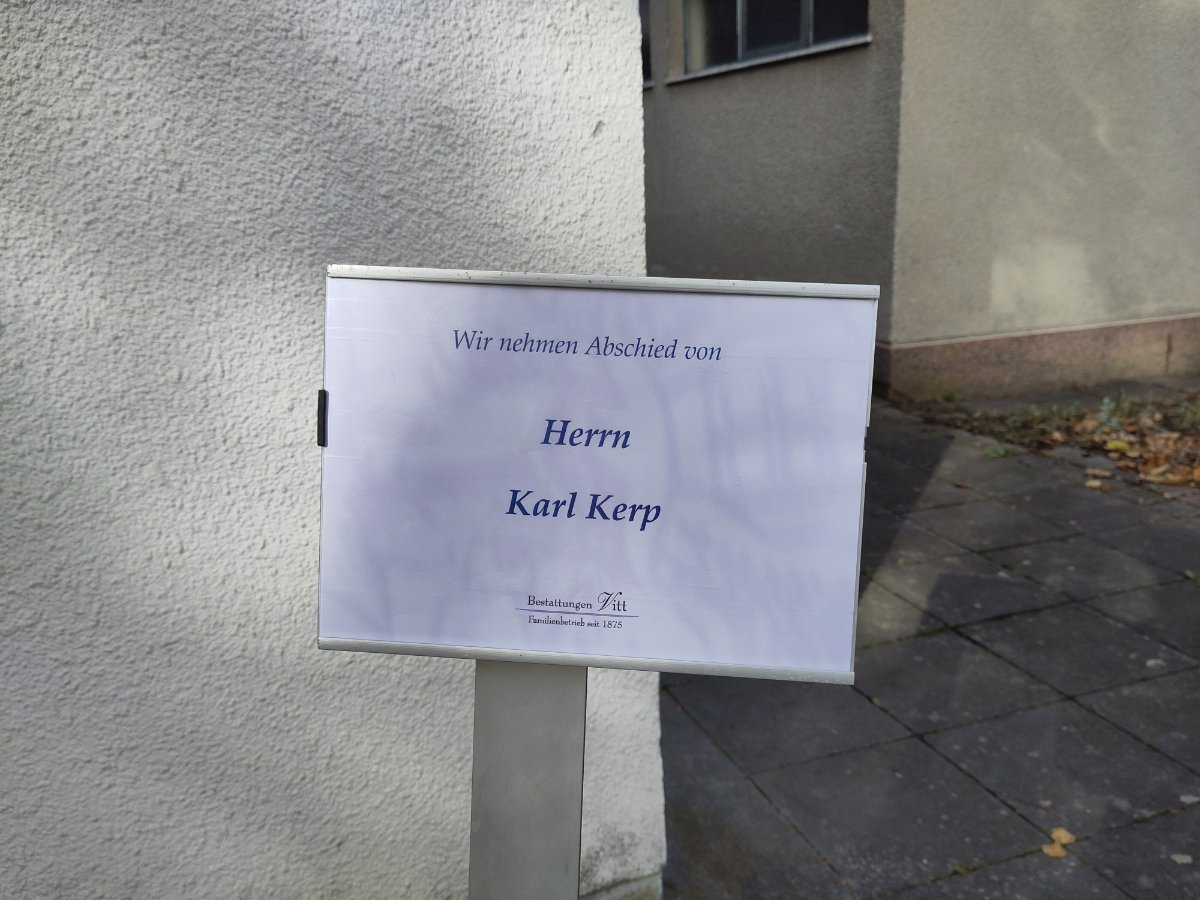 Wir nehmen Abschied von
Herrn
Karl Kerp
Bestattungen Vitt
Familienbetrieb seit 1875